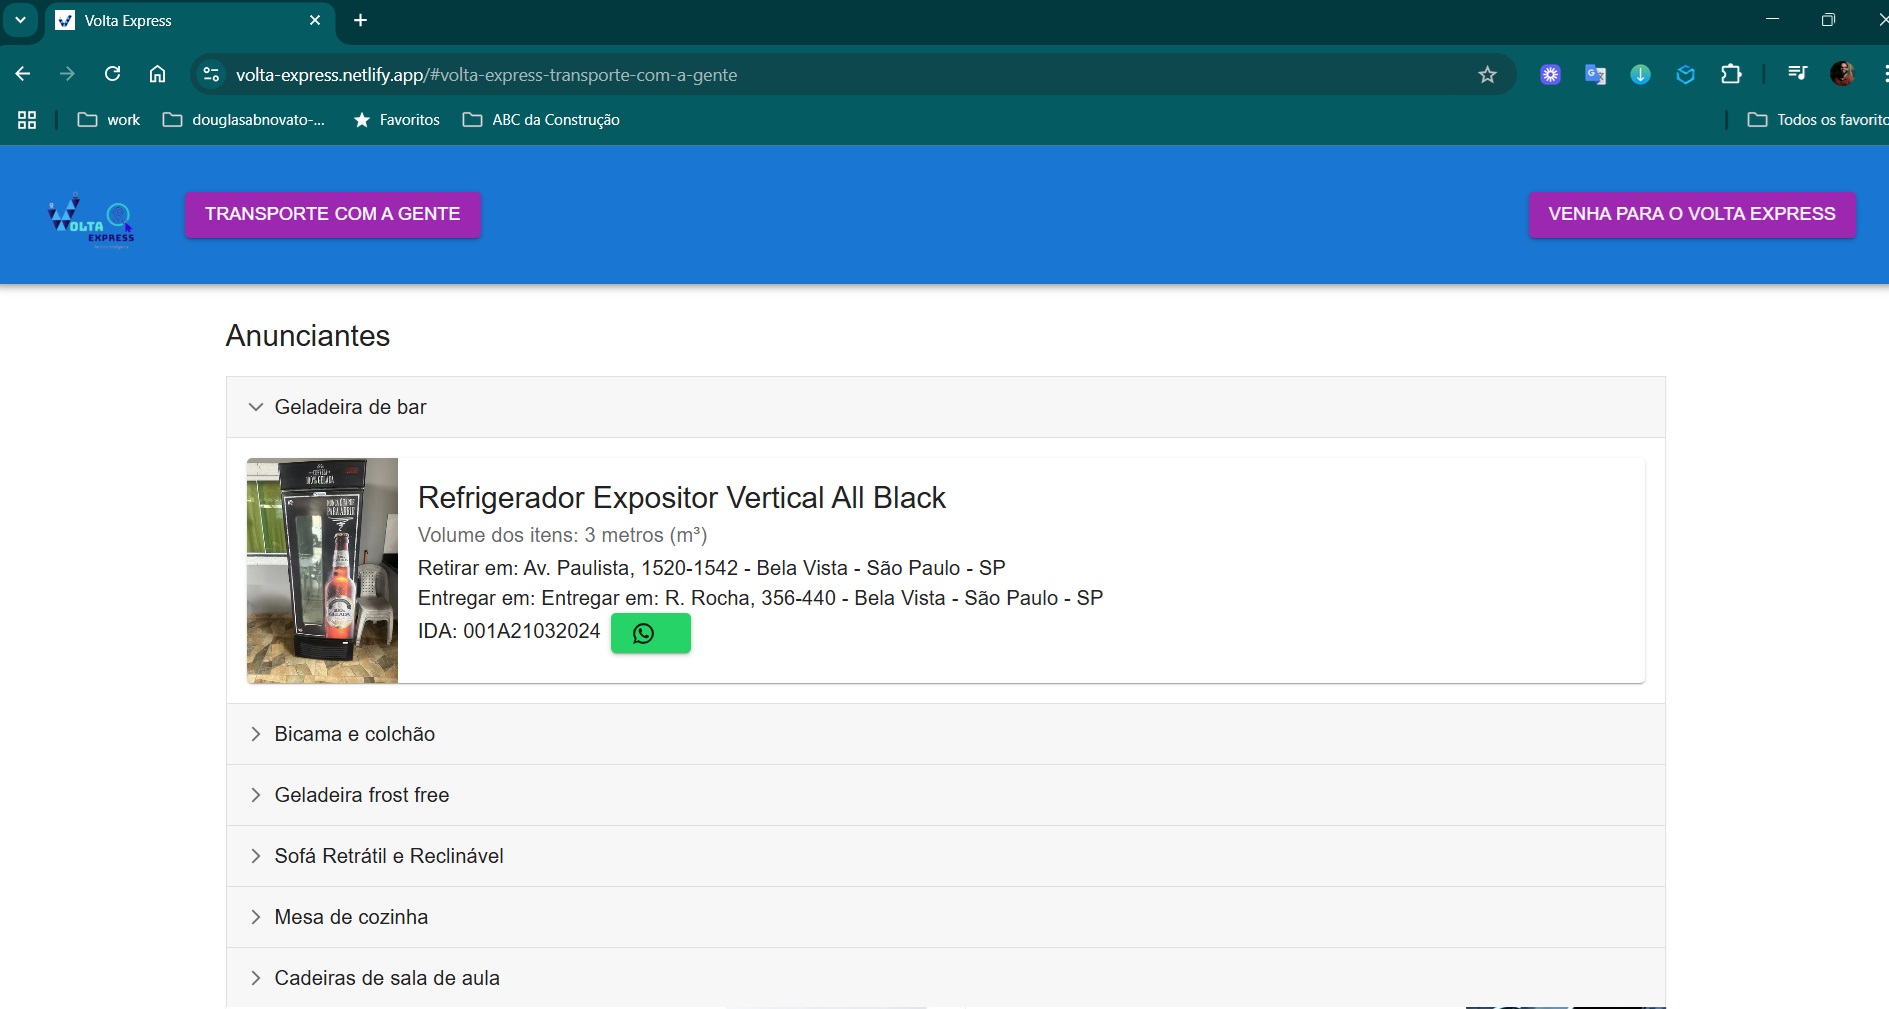 Volta Express
volta-express.netlify.app/#volta-express-transporte-com-a-gente
work
douglasabnovato-...
Favoritos
ABC da Construção
Todos os favorito
VOLTA
EXPRESS
TRANSPORTE COM A GENTE
VENHA PARA O VOLTA EXPRESS
Anunciantes
Geladeira de bar
Refrigerador Expositor Vertical All Black
Volume dos itens: 3 metros (m³)
Retirar em: Av. Paulista, 1520-1542 - Bela Vista - São Paulo - SP
Entregar em: Entregar em: R. Rocha, 356-440 - Bela Vista - São Paulo - SP
IDA: 001A21032024
Bicama e colchão
Geladeira frost free
Sofá Retrátil e Reclinável
Mesa de cozinha
Cadeiras de sala de aula